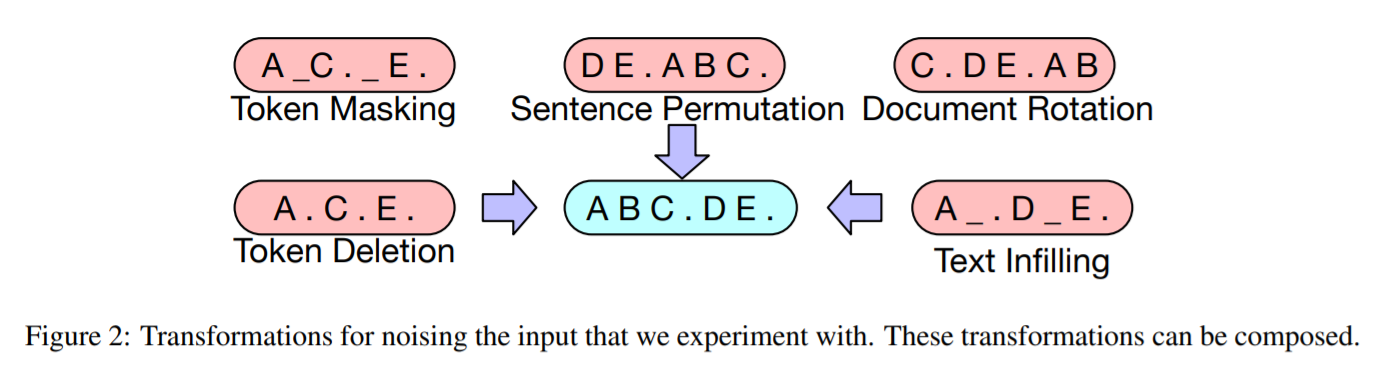 A _C . _ E .
D E . A B C .
C . D E . A B
Token Masking
Sentence Permutation
Document Rotation
A . C . E .
A B C . D E .
A _ . D _ E .
Token Deletion
Text Infilling
Figure 2: Transformations for noising the input that we experiment with. These transformations can be composed.